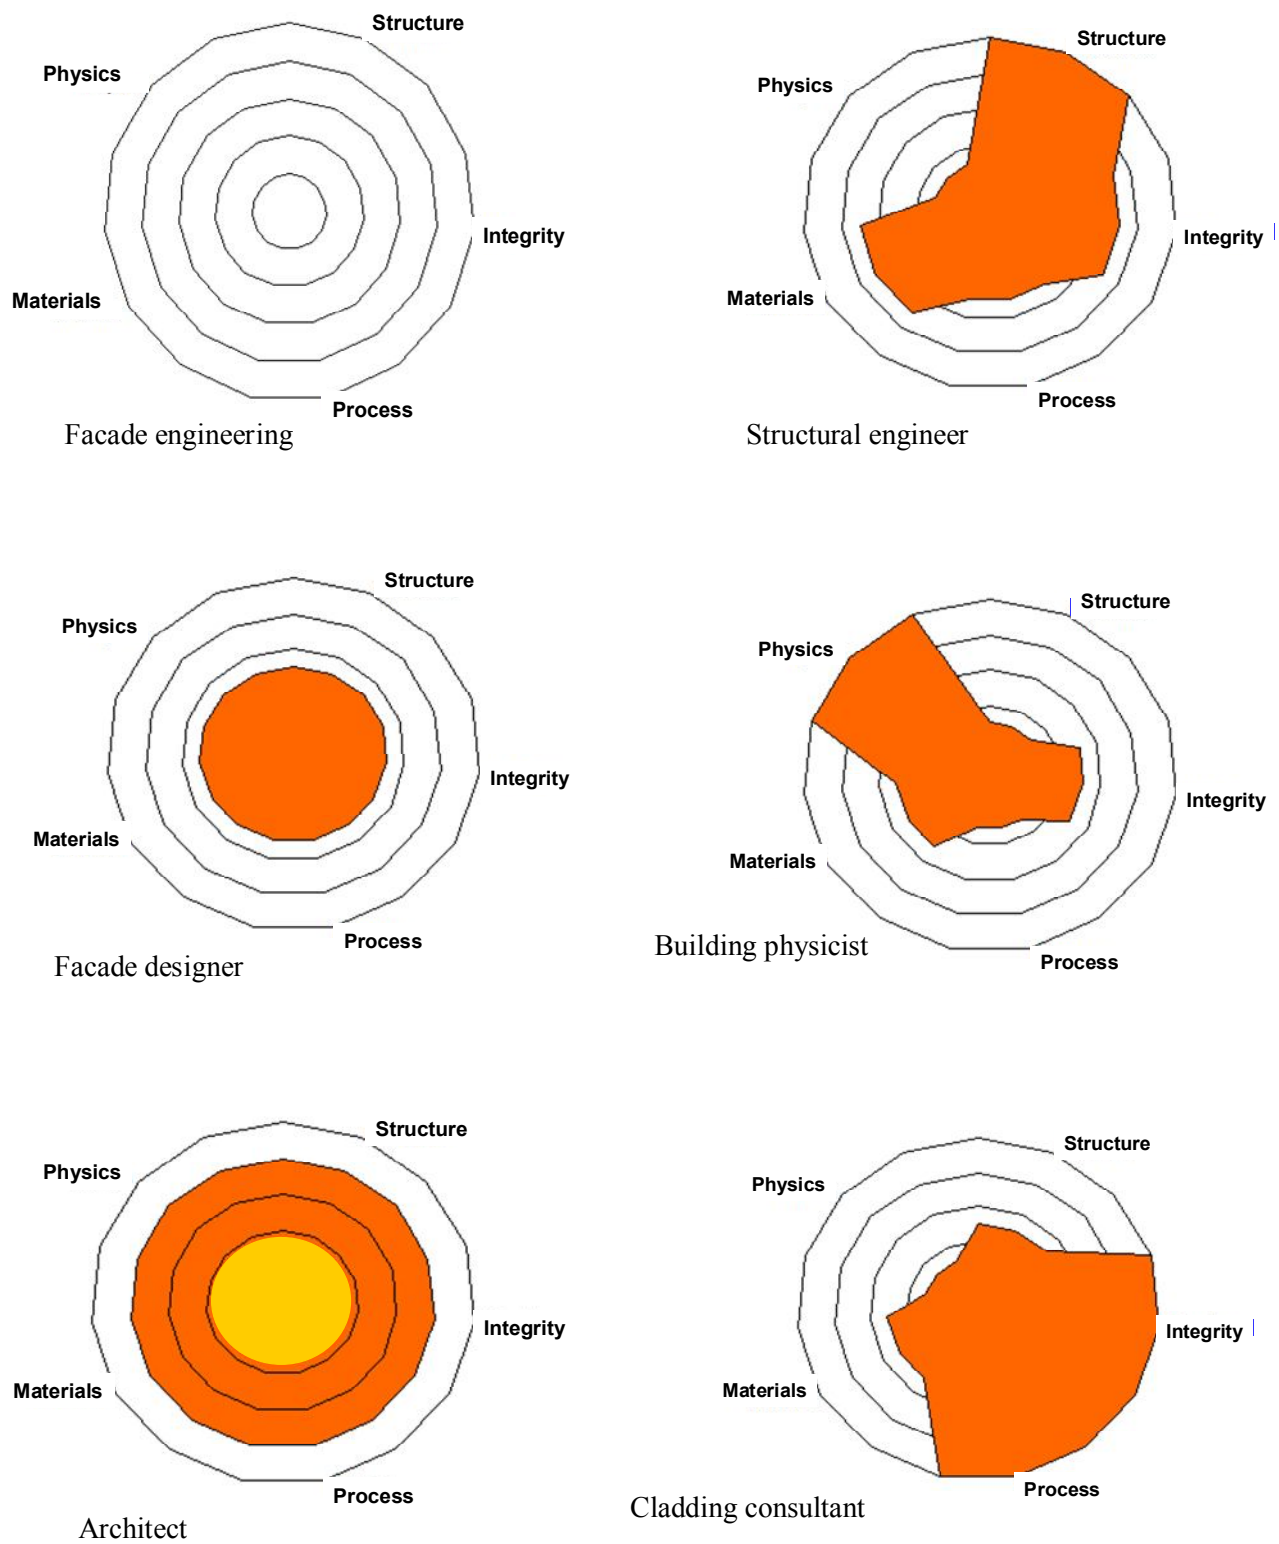 Structure
Physics
Integrity
Materials
Process
Facade engineering
Structure
Physics
Integrity
Materials
Process
Structural engineer
Structure
Physics
Integrity
Materials
Process
Facade designer
Structure
Physics
Integrity
Materials
Process
Building physicist
Structure
Physics
Integrity
Materials
Process
Architect
Structure
Physics
Integrity
Materials
Process
Cladding consultant